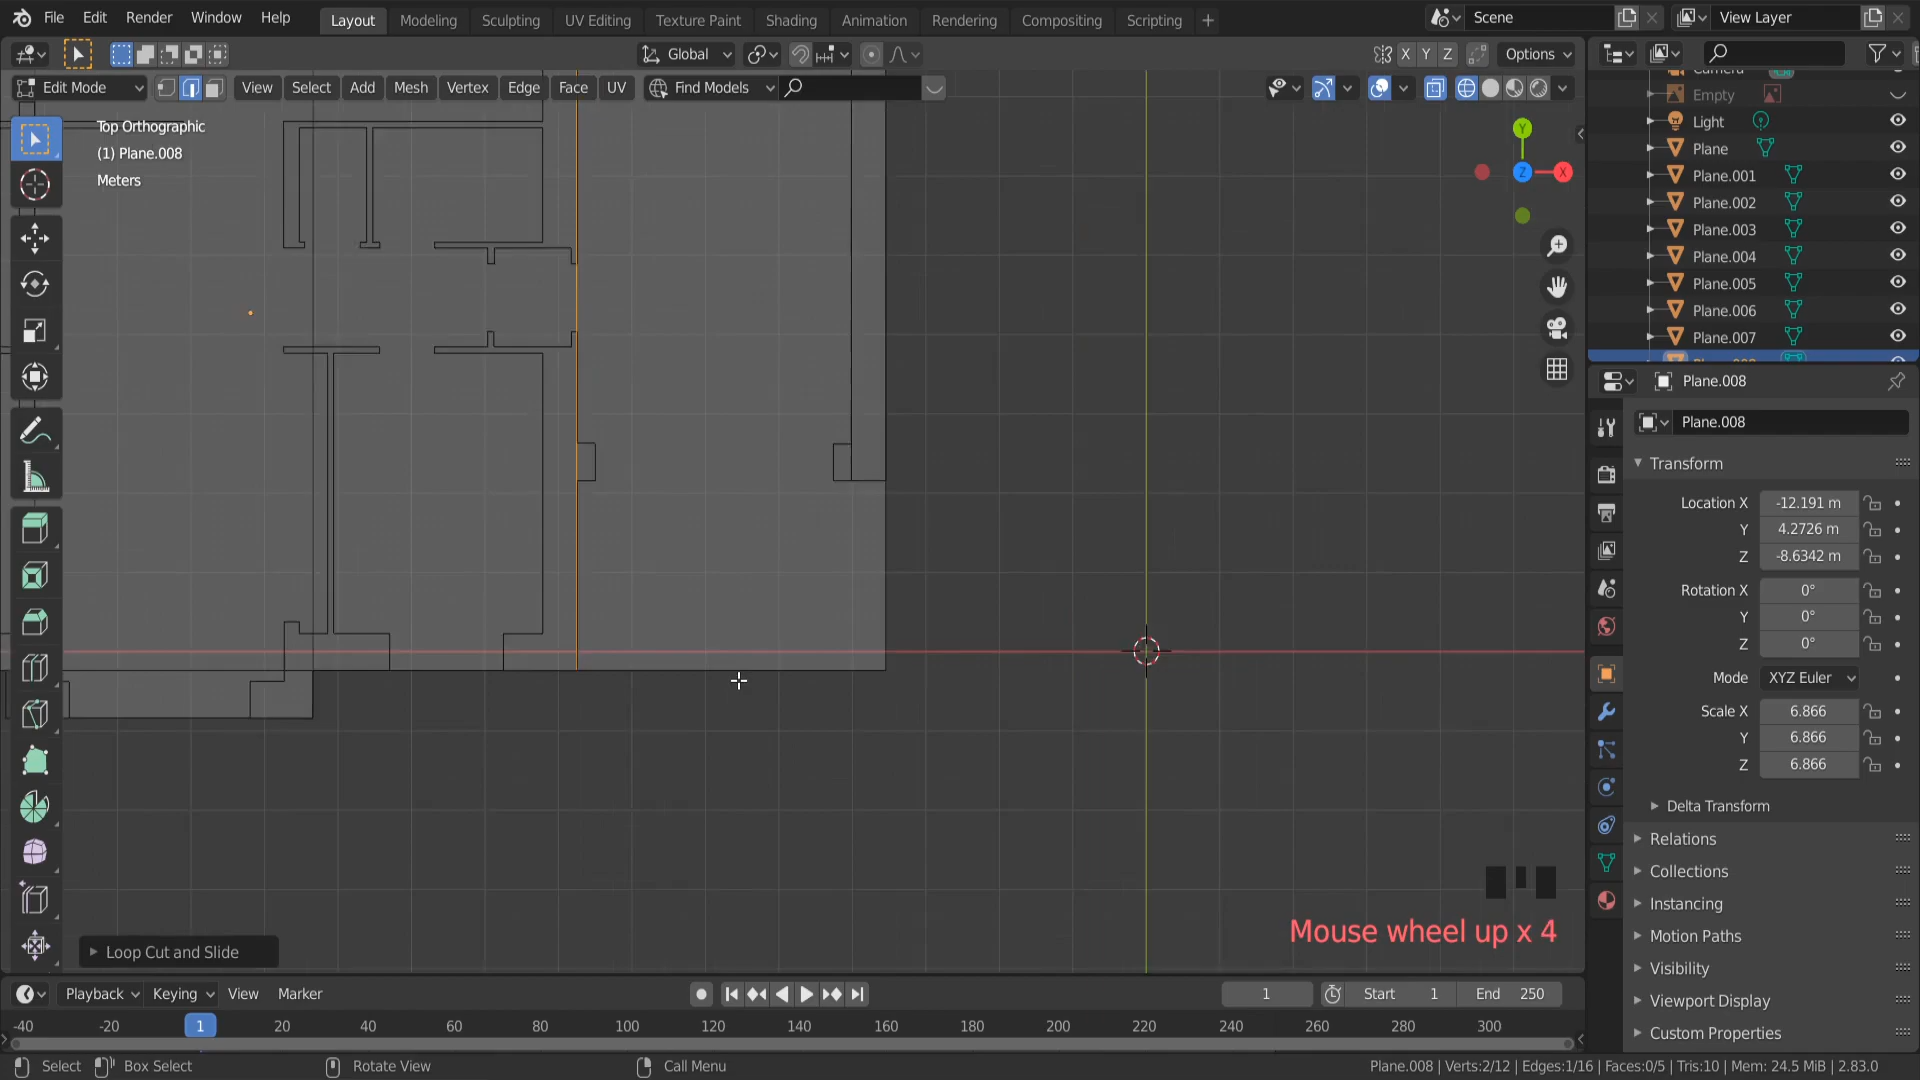 File Edit Render Window Help Layout Modeling Sculpting UV Editing Texture Paint Shading Animation Rendering Compositing Scripting + Scene View Layer
Global X Y Z Options
Edit Mode View Select Add Mesh Vertex Edge Face UV Find Models
Top Orthographic
(1) Plane.008
Meters
Y
Z X
Empty
Light
Plane
Plane.001
Plane.002
Plane.003
Plane.004
Plane.005
Plane.006
Plane.007
Plane.008
Plane.008
Transform
Location X -12.191 m
Y 4.2726 m
Z -8.6342 m
Rotation X 0°
Y 0°
Z 0°
Mode XYZ Euler
Scale X 6.866
Y 6.866
Z 6.866
Delta Transform
Relations
Collections
Instancing
Motion Paths
Visibility
Viewport Display
Custom Properties
Mouse wheel up x 4
Loop Cut and Slide
Playback Keying View Marker 1 Start 1 End 250
-40 -20 1 20 40 60 80 100 120 140 160 180 200 220 240 260 280 300
Select Box Select Rotate View Call Menu Plane.008 | Verts:2/12 | Edges:1/16 | Faces:0/5 | Tris:10 | Mem: 24.5 MiB | 2.83.0